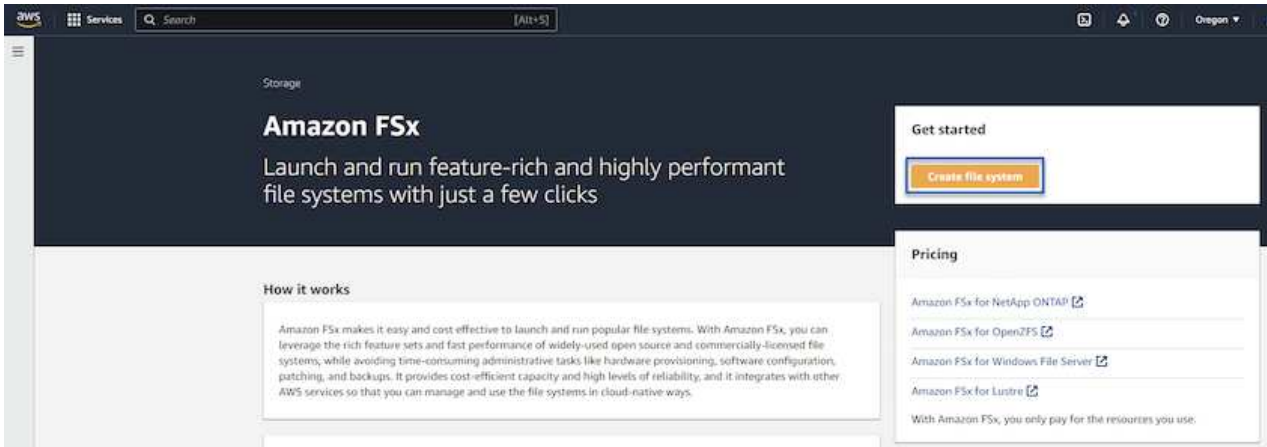 aws
Services
Search
[Alt+S]
Oregon
Storage
Amazon FSx
Launch and run feature-rich and highly performant
file systems with just a few clicks
Get started
Create file system
Pricing
Amazon FSx for NetApp ONTAP
Amazon FSx for OpenZFS
Amazon FSx for Windows File Server
Amazon FSx for Lustre
With Amazon FSx, you only pay for the resources you use.
How it works
Amazon FSx makes it easy and cost effective to launch and run popular file systems. With Amazon FSx, you can
leverage the rich feature sets and fast performance of widely-used open source and commercially-licensed file
systems, while avoiding time-consuming administrative tasks like hardware provisioning, software configuration,
patching, and backups. It provides cost-efficient capacity and high levels of reliability, and it integrates with other
AWS services so that you can manage and use the file systems in cloud-native ways.